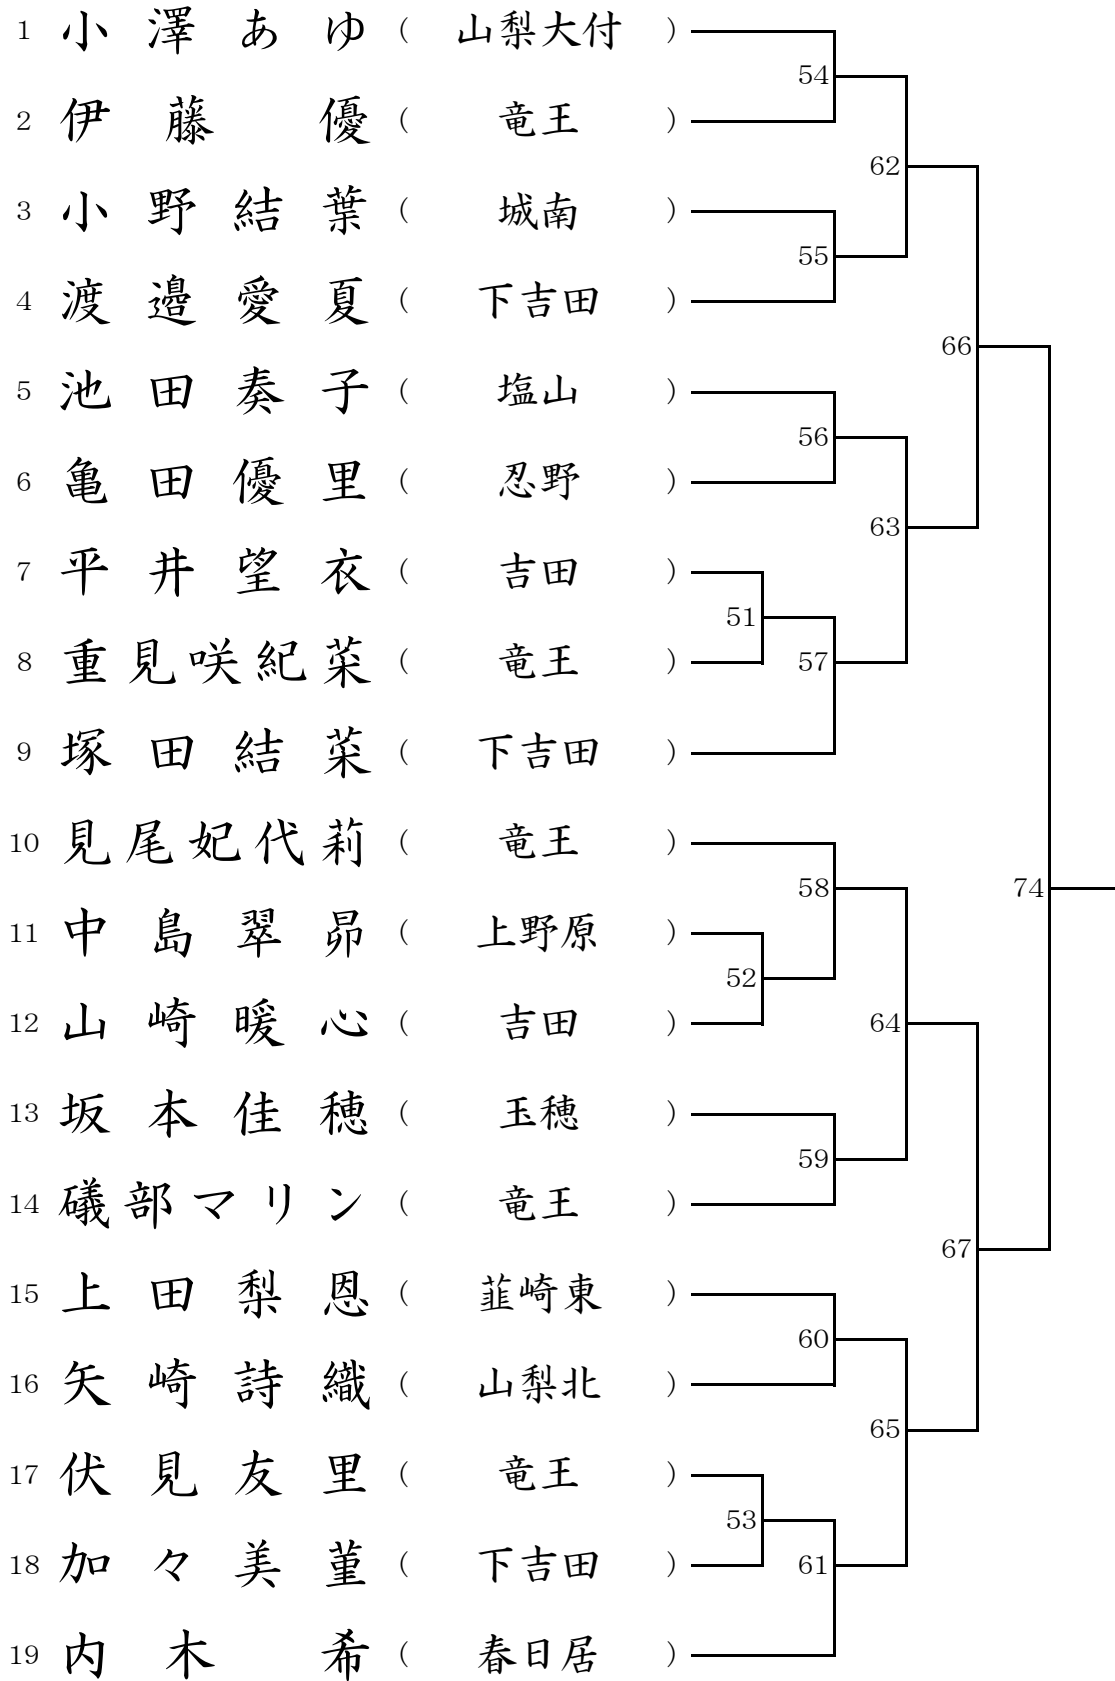 1 小澤あゆ ( 山梨大付 )
54
2 伊藤 優 ( 竜王 )
62
3 小野結葉 ( 城南 )
55
4 渡邉愛夏 ( 下吉田 )
66
5 池田奏子 ( 塩山 )
56
6 亀田優里 ( 忍野 )
63
7 平井望衣 ( 吉田 )
51
8 重見咲紀菜 ( 竜王 )
57
9 塚田結菜 ( 下吉田 )
10 見尾妃代莉 ( 竜王 )
58
74
11 中島翠昴 ( 上野原 )
52
12 山崎暖心 ( 吉田 )
64
13 坂本佳穂 ( 玉穂 )
59
14 礒部マリン ( 竜王 )
67
15 上田梨恩 ( 韮崎東 )
60
16 矢崎詩織 ( 山梨北 )
65
17 伏見友里 ( 竜王 )
53
18 加々美菫 ( 下吉田 )
61
19 内木 希 ( 春日居 )